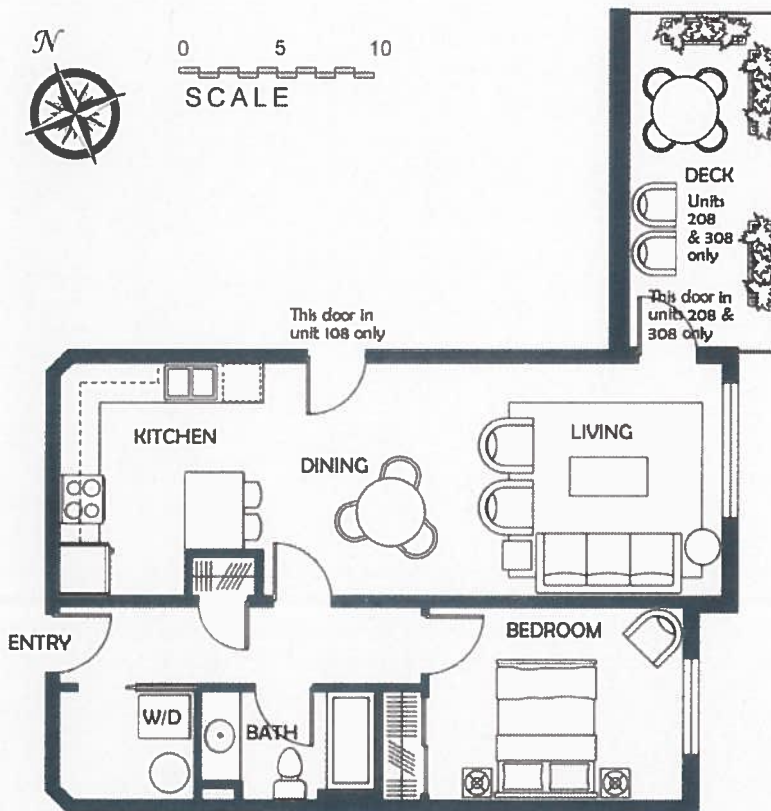 N
0 5 10
SCALE
DECK
Units
208
& 308
only
This door in
unit 108 only
This door in
units 208 &
308 only
KITCHEN
DINING
LIVING
ENTRY
BEDROOM
W/D
BATH